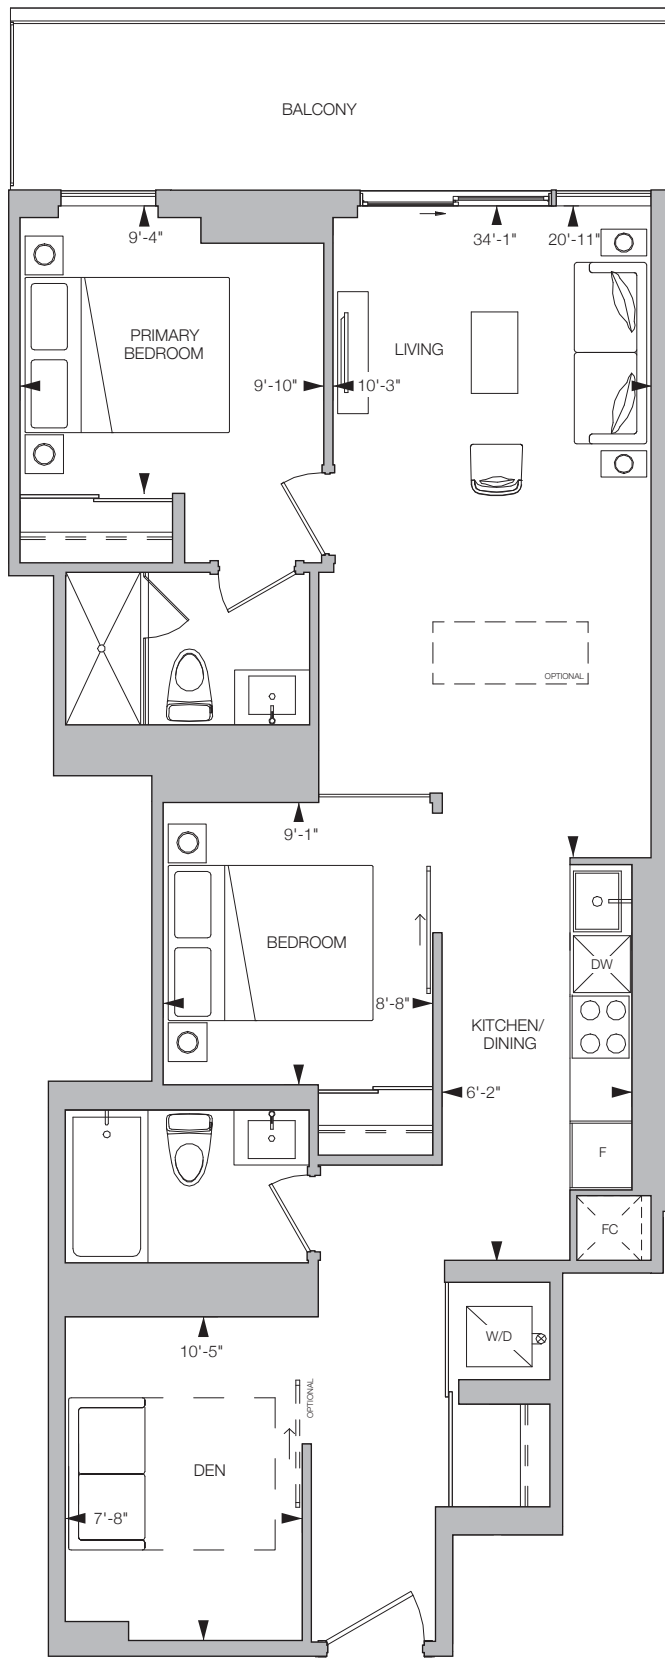 BALCONY
9'-4"
34'-1"
20'-11"
PRIMARY
BEDROOM
LIVING
9'-10"
10'-3"
OPTIONAL
9'-1"
BEDROOM
DW
8'-8"
KITCHEN/
DINING
6'-2"
F
FC
W/D
10'-5"
OPTIONAL
DEN
7'-8"